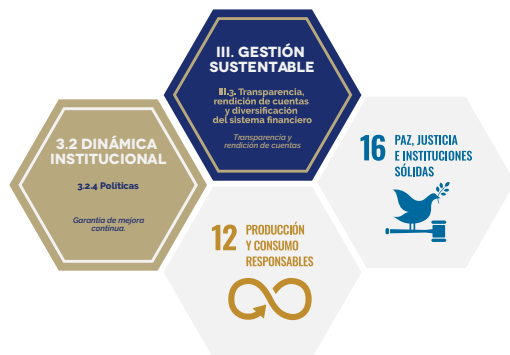 III. GESTIÓN
SUSTENTABLE
III.3. Transparencia,
rendición de cuentas
y diversificación
del sistema financiero
Transparencia y
rendición de cuentas
3.2 DINÁMICA
INSTITUCIONAL
3.2.4 Políticas
Garantía de mejora
continua.
16 PAZ, JUSTICIA
E INSTITUCIONES
SÓLIDAS
12 PRODUCCIÓN
Y CONSUMO
RESPONSABLES